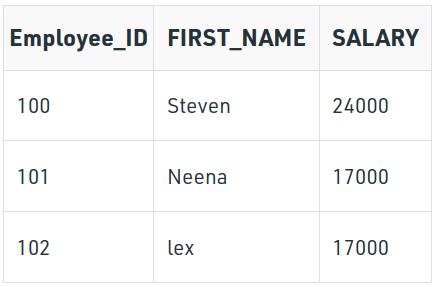 Employee_ID FIRST_NAME SALARY
100 Steven 24000
101 Neena 17000
102 lex 17000